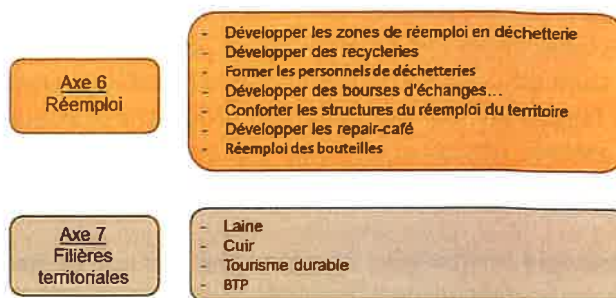 Axe 6
Réemploi
- Développer les zones de réemploi en déchetterie
- Développer des recycleries
- Former les personnels de déchetteries
- Développer des bourses d'échanges...
- Conforter les structures du réemploi du territoire
- Développer les repair-café
- Réemploi des bouteilles
Axe 7
Filières
territoriales
- Laine
- Cuir
- Tourisme durable
- BTP